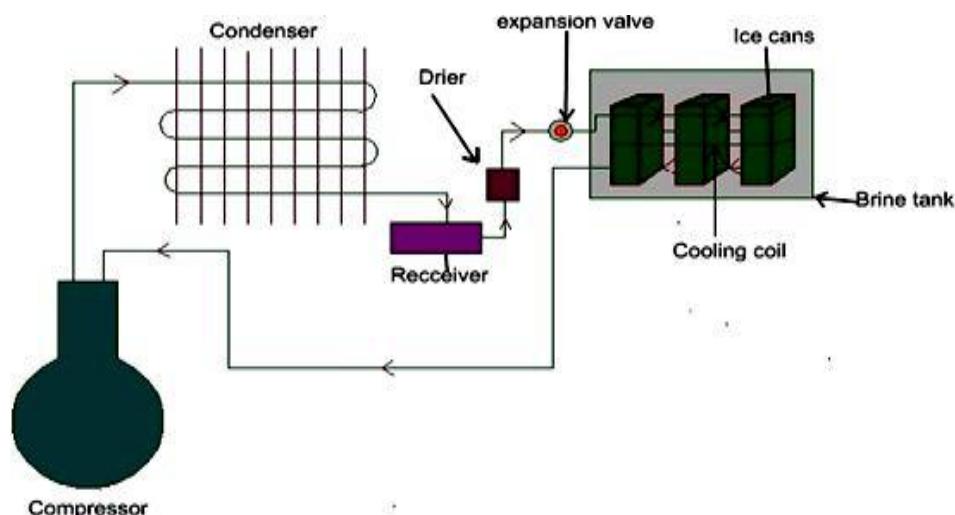 expansion valve
Condenser
Ice cans
Drier
Brine tank
Cooling coil
Recceiver
Compressor